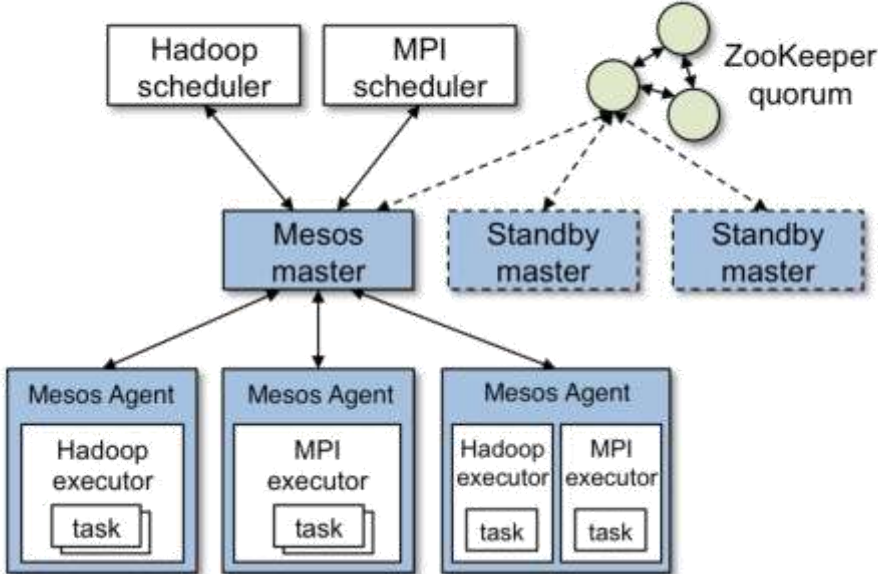 Hadoop
scheduler
MPI
scheduler
ZooKeeper
quorum
Mesos
master
Standby
master
Standby
master
Mesos Agent
Hadoop
executor
task
Mesos Agent
MPI
executor
task
Mesos Agent
Hadoop
executor
task
MPI
executor
task